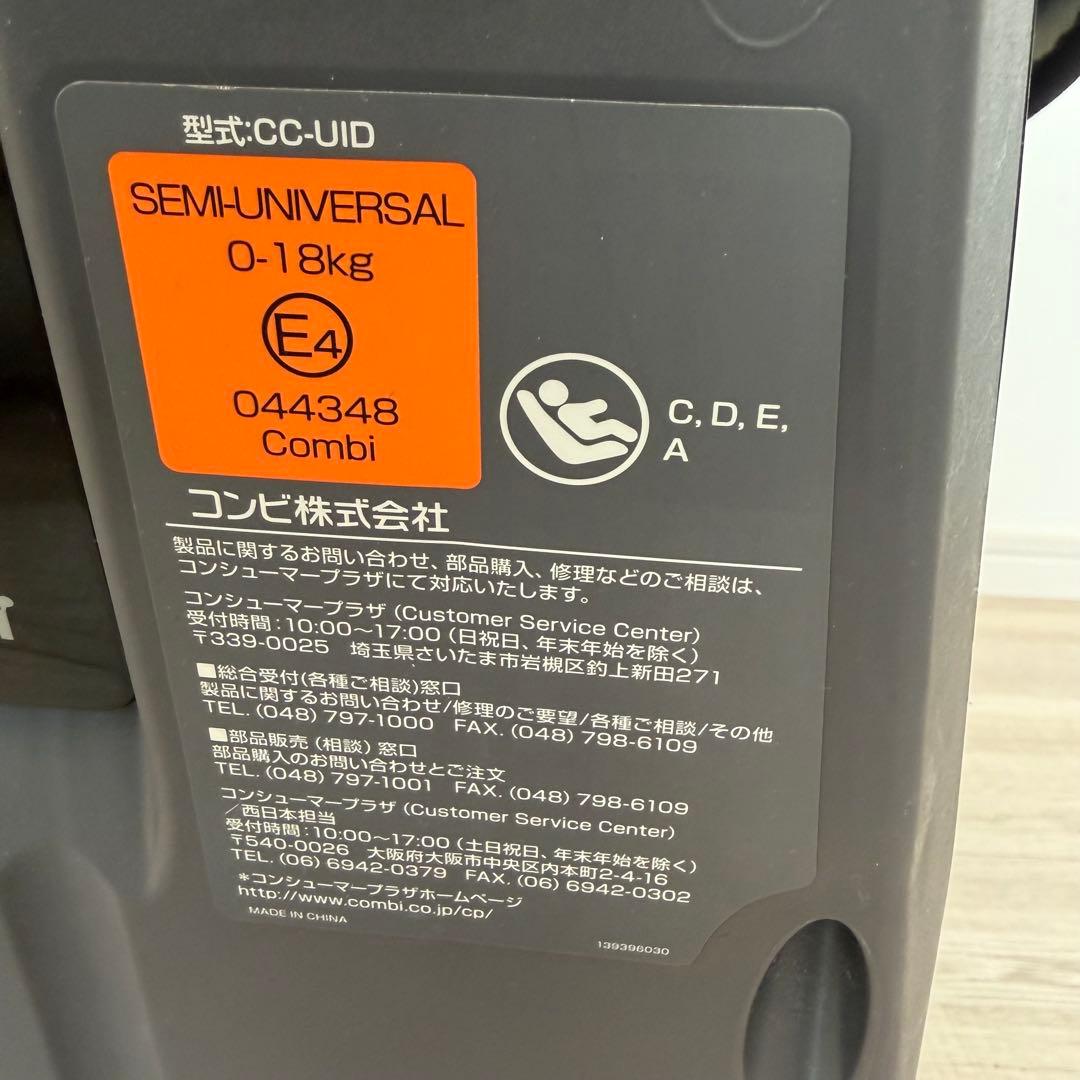 型式:CC-UID
SEMI-UNIVERSAL
0-18kg
E4
044348
Combi
C, D, E,
A
コンビ株式会社
製品に関するお問い合わせ、部品購入、修理などのご相談は、
コンシューマープラザにて対応いたします。
コンシューマープラザ (Customer Service Center)
受付時間:10:00～17:00 (日祝日、年末年始を除く)
〒339-0025 埼玉県さいたま市岩槻区釣上新田271
■総合受付(各種ご相談)窓口
製品に関するお問い合わせ/修理のご要望/各種ご相談/その他
TEL. (048) 797-1000 FAX. (048) 798-6109
■部品販売 (相談) 窓口
部品購入のお問い合わせとご注文
TEL. (048) 797-1001 FAX. (048) 798-6109
コンシューマープラザ (Customer Service Center)
/西日本担当
受付時間:10:00～17:00 (土日祝日、年末年始を除く)
〒540-0026 大阪府大阪市中央区内本町2-4-16
TEL. (06) 6942-0379 FAX. (06) 6942-0302
*コンシューマープラザホームページ
http://www.combi.co.jp/cp/
MADE IN CHINA
139396030